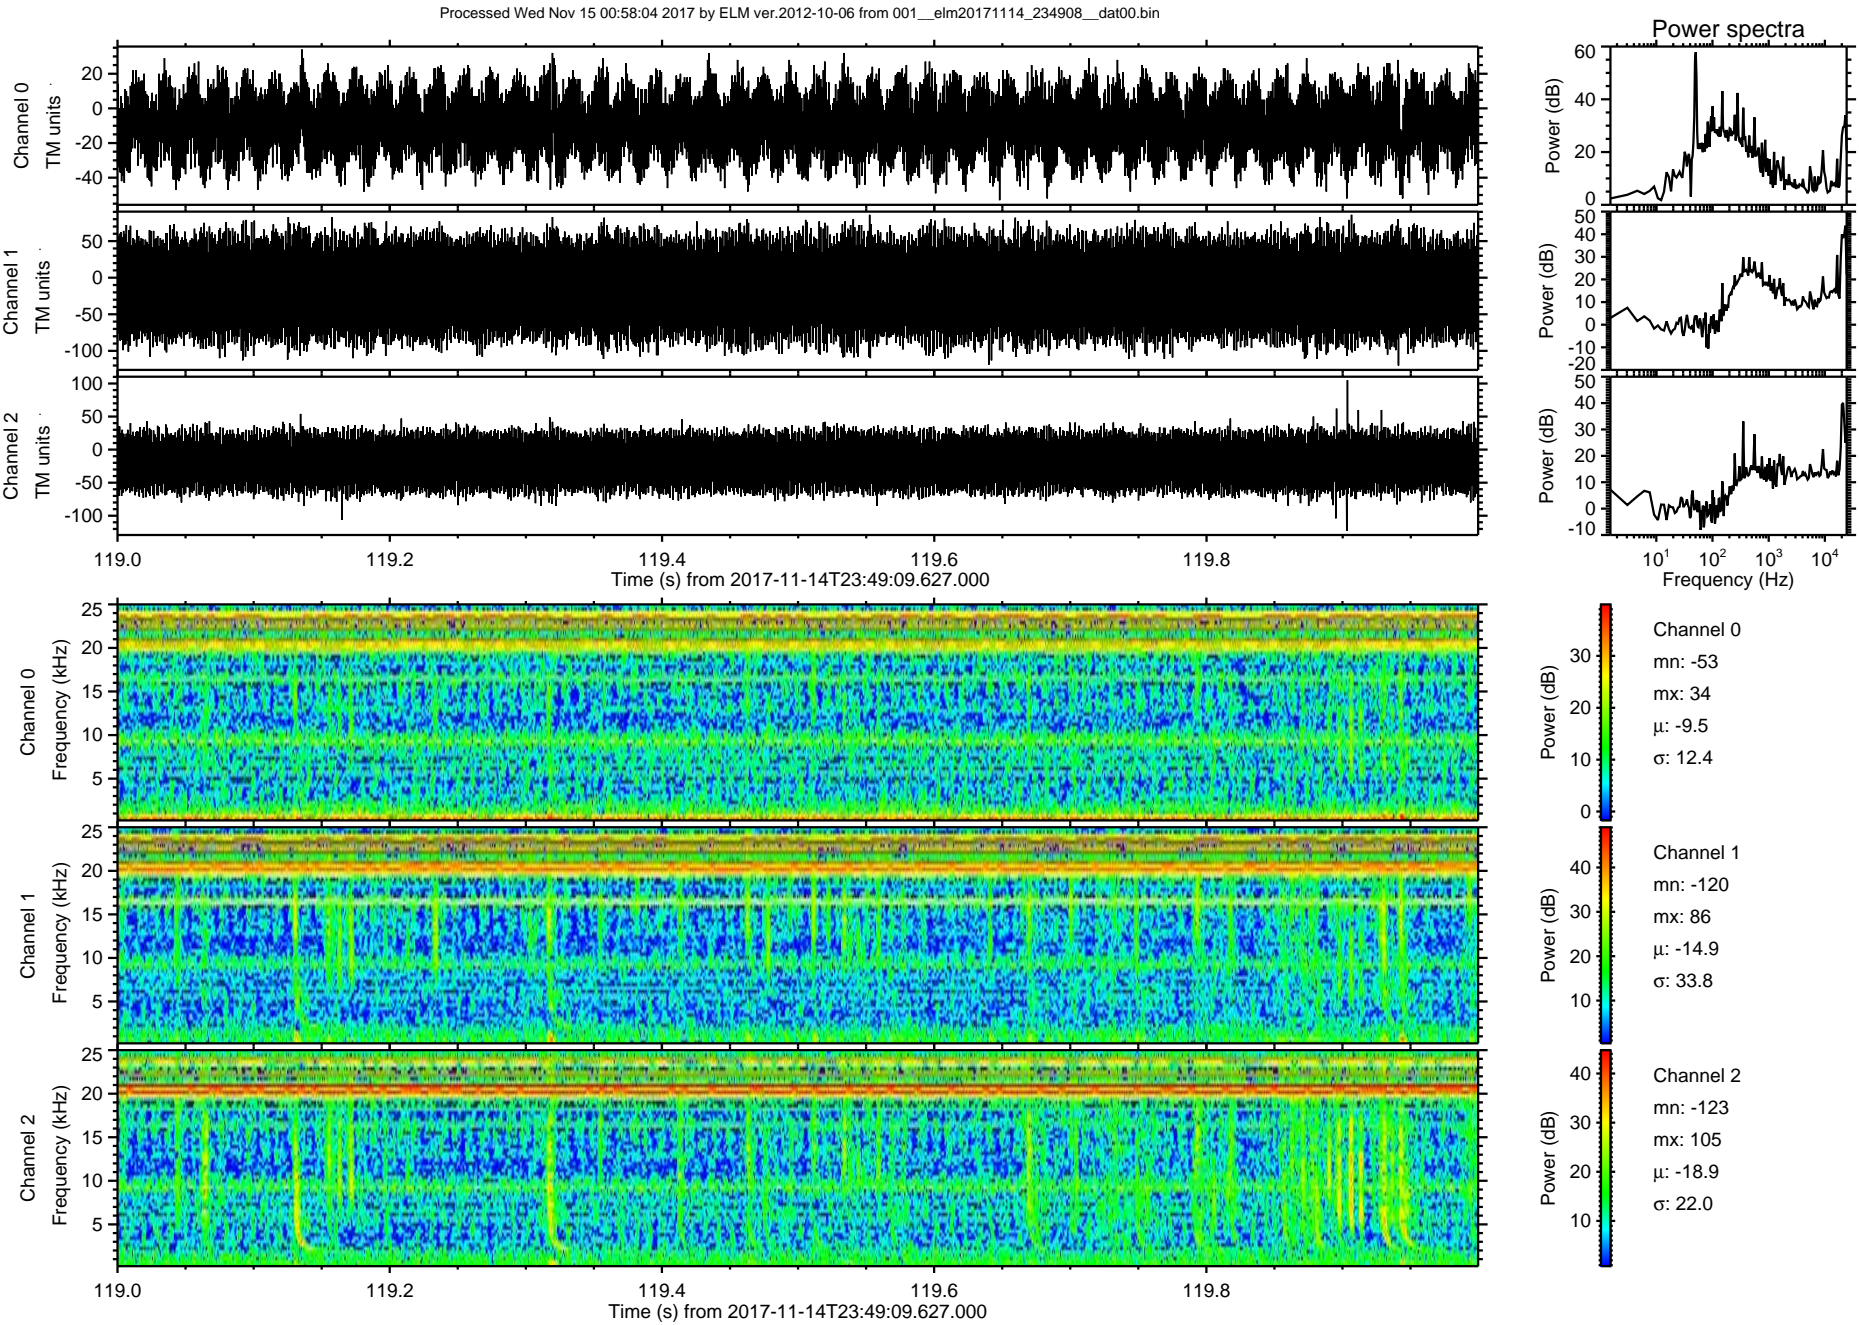 Processed Wed Nov 15 00:58:04 2017 by ELM ver.2012-10-06 from 001__elm20171114_234908__dat00.bin
Power spectra
Channel 0
TM units
20
0
-20
-40
Power (dB)
60
40
20
0
Channel 1
TM units
50
0
-50
-100
Power (dB)
50
40
30
20
10
0
-10
-20
Channel 2
TM units
100
50
0
-50
-100
Power (dB)
50
40
30
20
10
0
-10
119.0 119.2 119.4 119.6 119.8
Time (s) from 2017-11-14T23:49:09.627.000
10^1 10^2 10^3 10^4
Frequency (Hz)
Channel 0
Frequency (kHz)
25
20
15
10
5
Power (dB)
30
20
10
0
Channel 0
mn: -53
mx: 34
μ: -9.5
σ: 12.4
Channel 1
Frequency (kHz)
25
20
15
10
5
Power (dB)
40
30
20
10
Channel 1
mn: -120
mx: 86
μ: -14.9
σ: 33.8
Channel 2
Frequency (kHz)
25
20
15
10
5
Power (dB)
40
30
20
10
Channel 2
mn: -123
mx: 105
μ: -18.9
σ: 22.0
119.0 119.2 119.4 119.6 119.8
Time (s) from 2017-11-14T23:49:09.627.000